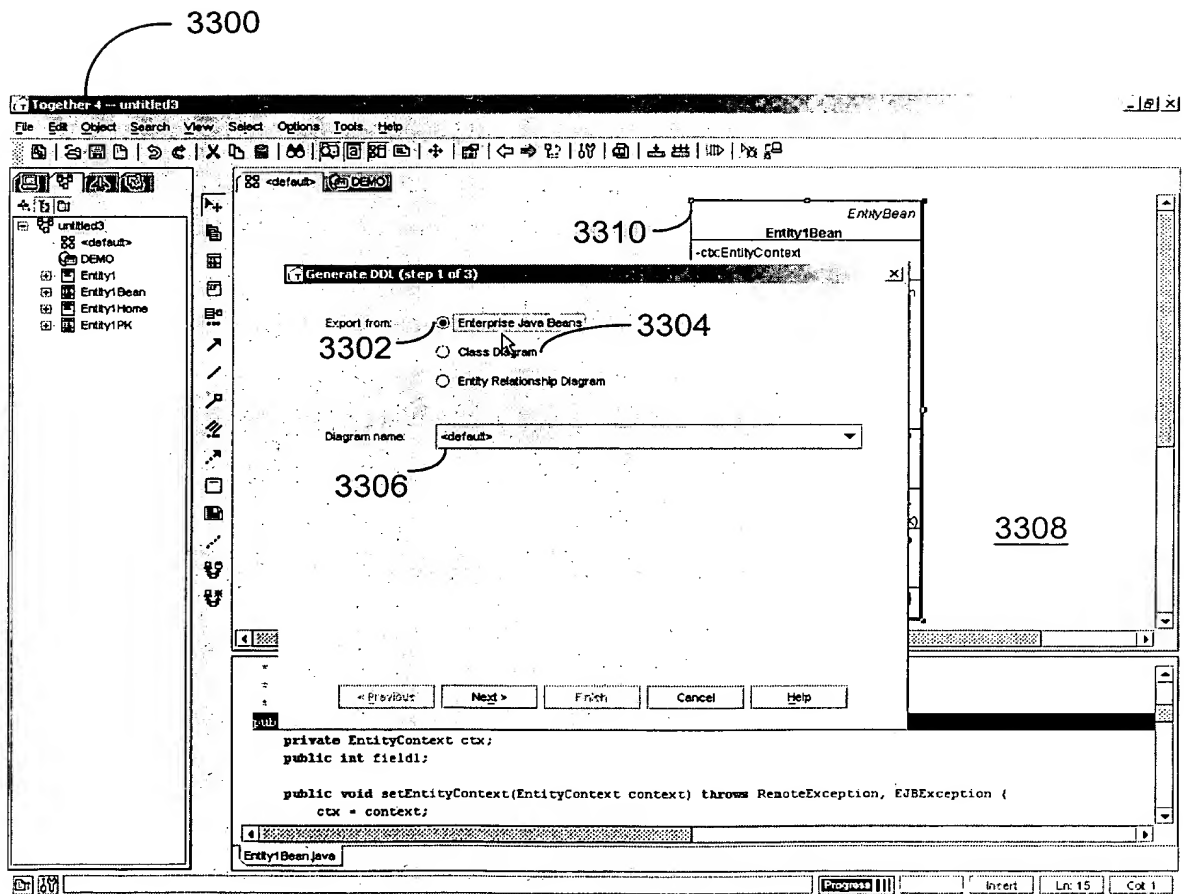 3300
Together 4 -- untitled3
File Edit Object Search View Select Options Tools Help
<default> DEMO
untitled3
<default>
DEMO
Entity1
Entity1Bean
Entity1Home
Entity1PK
3310
EntityBean
Entity1Bean
-ctx:EntityContext
Generate DDL (step 1 of 3)
Export from: Enterprise Java Beans
3302
3304
Class Diagram
Entity Relationship Diagram
Diagram name: <default>
3306
3308
< Previous Next > Finish Cancel Help
*
*
*
pub
private EntityContext ctx;
public int field1;
public void setEntityContext(EntityContext context) throws RemoteException, EJBException {
ctx = context;
Entity1Bean.java
Progress Insert Ln: 15 Col: 1